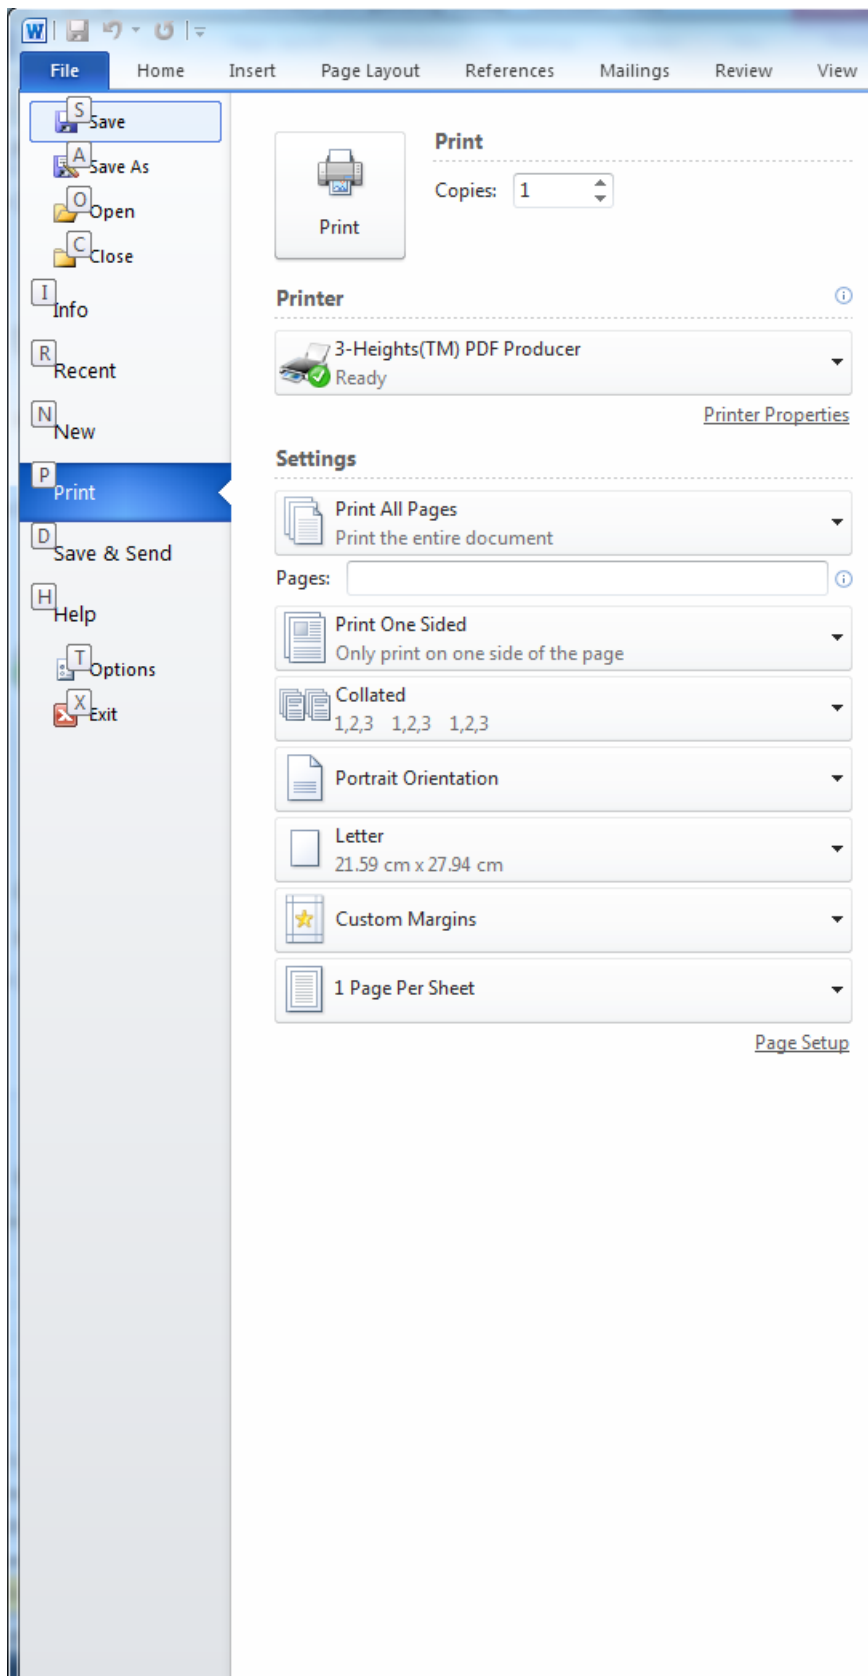 W
File Home Insert Page Layout References Mailings Review View
S Save
A Save As
O Open
C Close
I Info
R Recent
N New
P Print
D Save & Send
H Help
T Options
X Exit
Print
Print
Copies: 1
Printer
3-Heights(TM) PDF Producer
Ready
Printer Properties
Settings
Print All Pages
Print the entire document
Pages:
Print One Sided
Only print on one side of the page
Collated
1,2,3 1,2,3 1,2,3
Portrait Orientation
Letter
21.59 cm x 27.94 cm
Custom Margins
1 Page Per Sheet
Page Setup